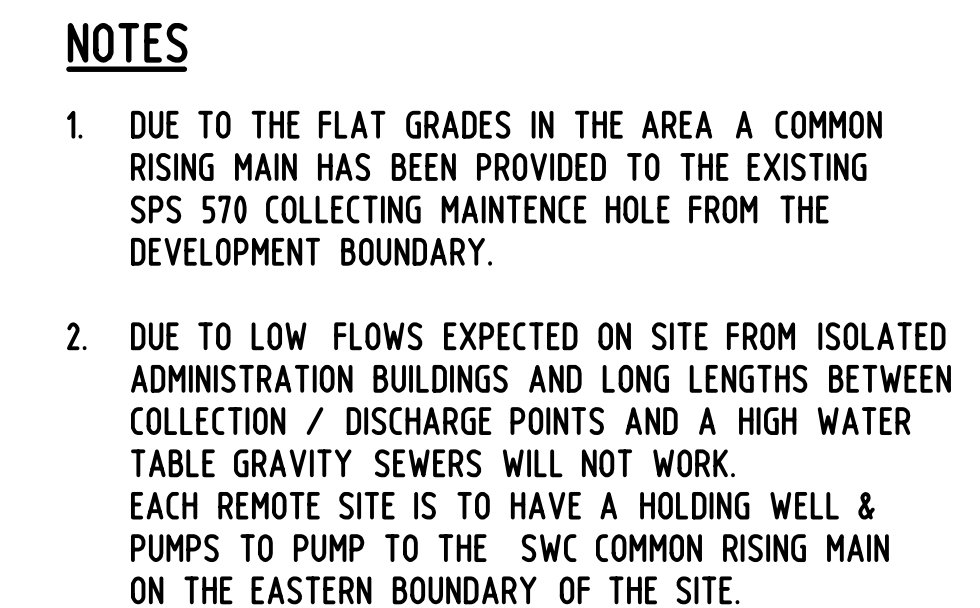 NOTES
1. DUE TO THE FLAT GRADES IN THE AREA A COMMON
RISING MAIN HAS BEEN PROVIDED TO THE EXISTING
SPS 570 COLLECTING MAINTENCE HOLE FROM THE
DEVELOPMENT BOUNDARY.
2. DUE TO LOW FLOWS EXPECTED ON SITE FROM ISOLATED
ADMINISTRATION BUILDINGS AND LONG LENGTHS BETWEEN
COLLECTION / DISCHARGE POINTS AND A HIGH WATER
TABLE GRAVITY SEWERS WILL NOT WORK.
EACH REMOTE SITE IS TO HAVE A HOLDING WELL &
PUMPS TO PUMP TO THE SWC COMMON RISING MAIN
ON THE EASTERN BOUNDARY OF THE SITE.